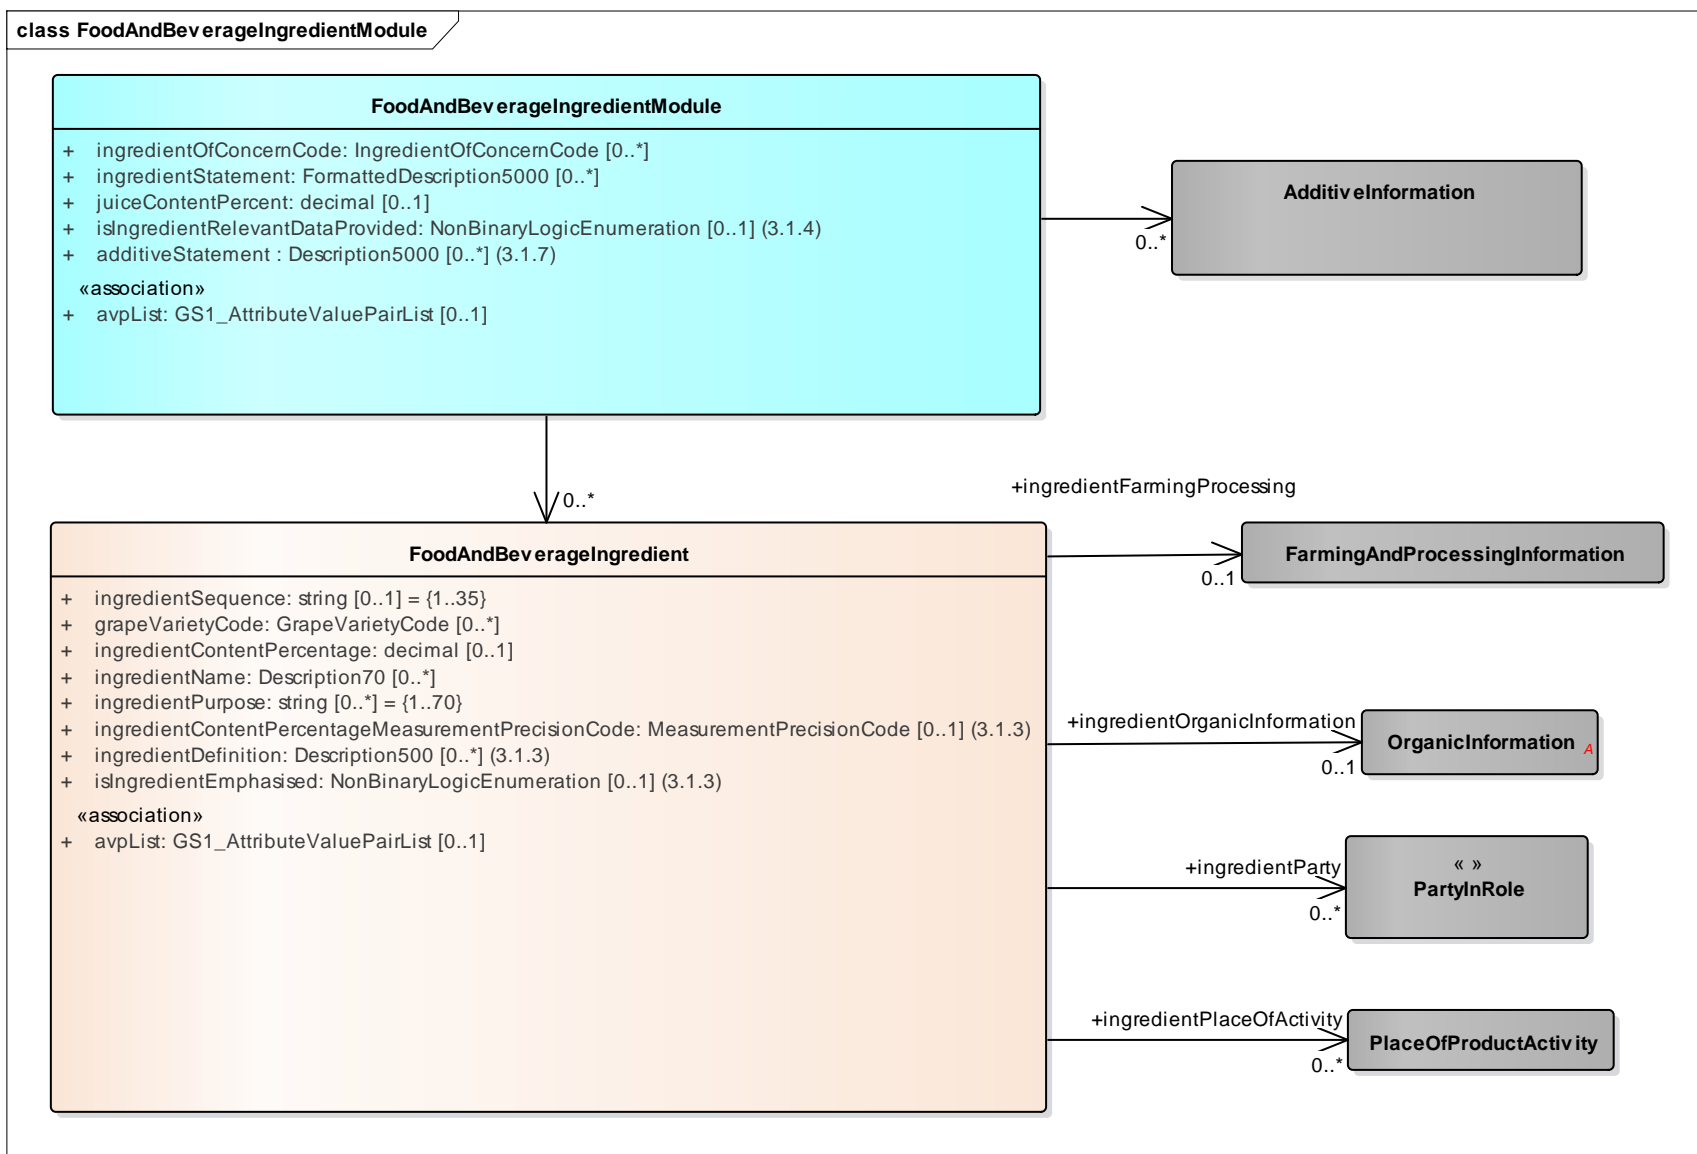 class FoodAndBeverageIngredientModule
FoodAndBeverageIngredientModule
+ ingredientOfConcernCode: IngredientOfConcernCode [0..*]
+ ingredientStatement: FormattedDescription5000 [0..*]
+ juiceContentPercent: decimal [0..1]
+ isIngredientRelevantDataProvided: NonBinaryLogicEnumeration [0..1] (3.1.4)
+ additiveStatement : Description5000 [0..*] (3.1.7)
«association»
+ avpList: GS1_AttributeValuePairList [0..1]
AdditiveInformation
0..*
0..*
+ingredientFarmingProcessing
FoodAndBeverageIngredient
+ ingredientSequence: string [0..1] = {1..35}
+ grapeVarietyCode: GrapeVarietyCode [0..*]
+ ingredientContentPercentage: decimal [0..1]
+ ingredientName: Description70 [0..*]
+ ingredientPurpose: string [0..*] = {1..70}
+ ingredientContentPercentageMeasurementPrecisionCode: MeasurementPrecisionCode [0..1] (3.1.3)
+ ingredientDefinition: Description500 [0..*] (3.1.3)
+ isIngredientEmphasised: NonBinaryLogicEnumeration [0..1] (3.1.3)
«association»
+ avpList: GS1_AttributeValuePairList [0..1]
FarmingAndProcessingInformation
0..1
+ingredientOrganicInformation
OrganicInformation A
0..1
+ingredientParty
« »
PartyInRole
0..*
+ingredientPlaceOfActivity
PlaceOfProductActivity
0..*